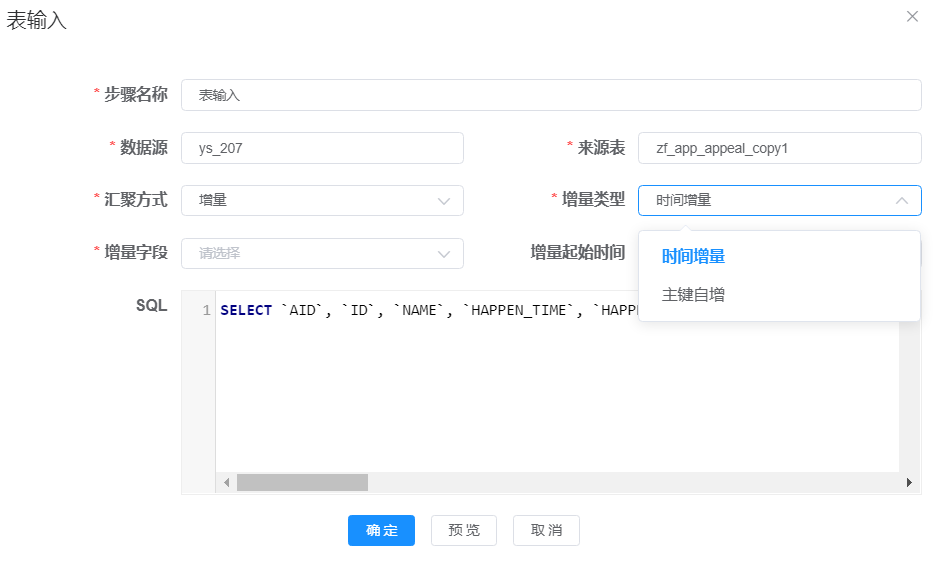 表输入
* 步骤名称 表输入
* 数据源 ys_207 * 来源表 zf_app_appeal_copy1
* 汇聚方式 增量 * 增量类型 时间增量
* 增量字段 请选择 增量起始时间
时间增量
主键自增
SQL
1 SELECT `AID`, `ID`, `NAME`, `HAPPEN_TIME`, `HAPP
确定 预览 取消